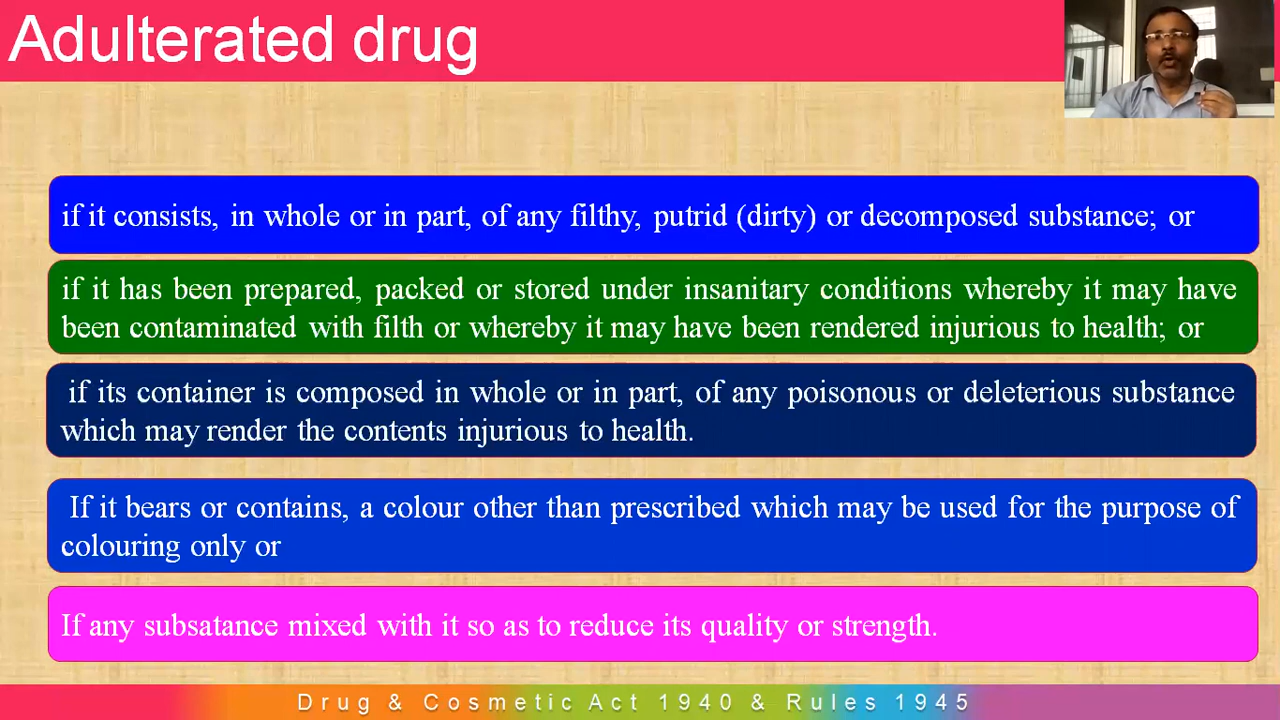 Adulterated drug
if it consists, in whole or in part, of any filthy, putrid (dirty) or decomposed substance; or
if it has been prepared, packed or stored under insanitary conditions whereby it may have
been contaminated with filth or whereby it may have been rendered injurious to health; or
if its container is composed in whole or in part, of any poisonous or deleterious substance
which may render the contents injurious to health.
If it bears or contains, a colour other than prescribed which may be used for the purpose of
colouring only or
If any subsatance mixed with it so as to reduce its quality or strength.
Drug & Cosmetic Act 1940 & Rules 1945